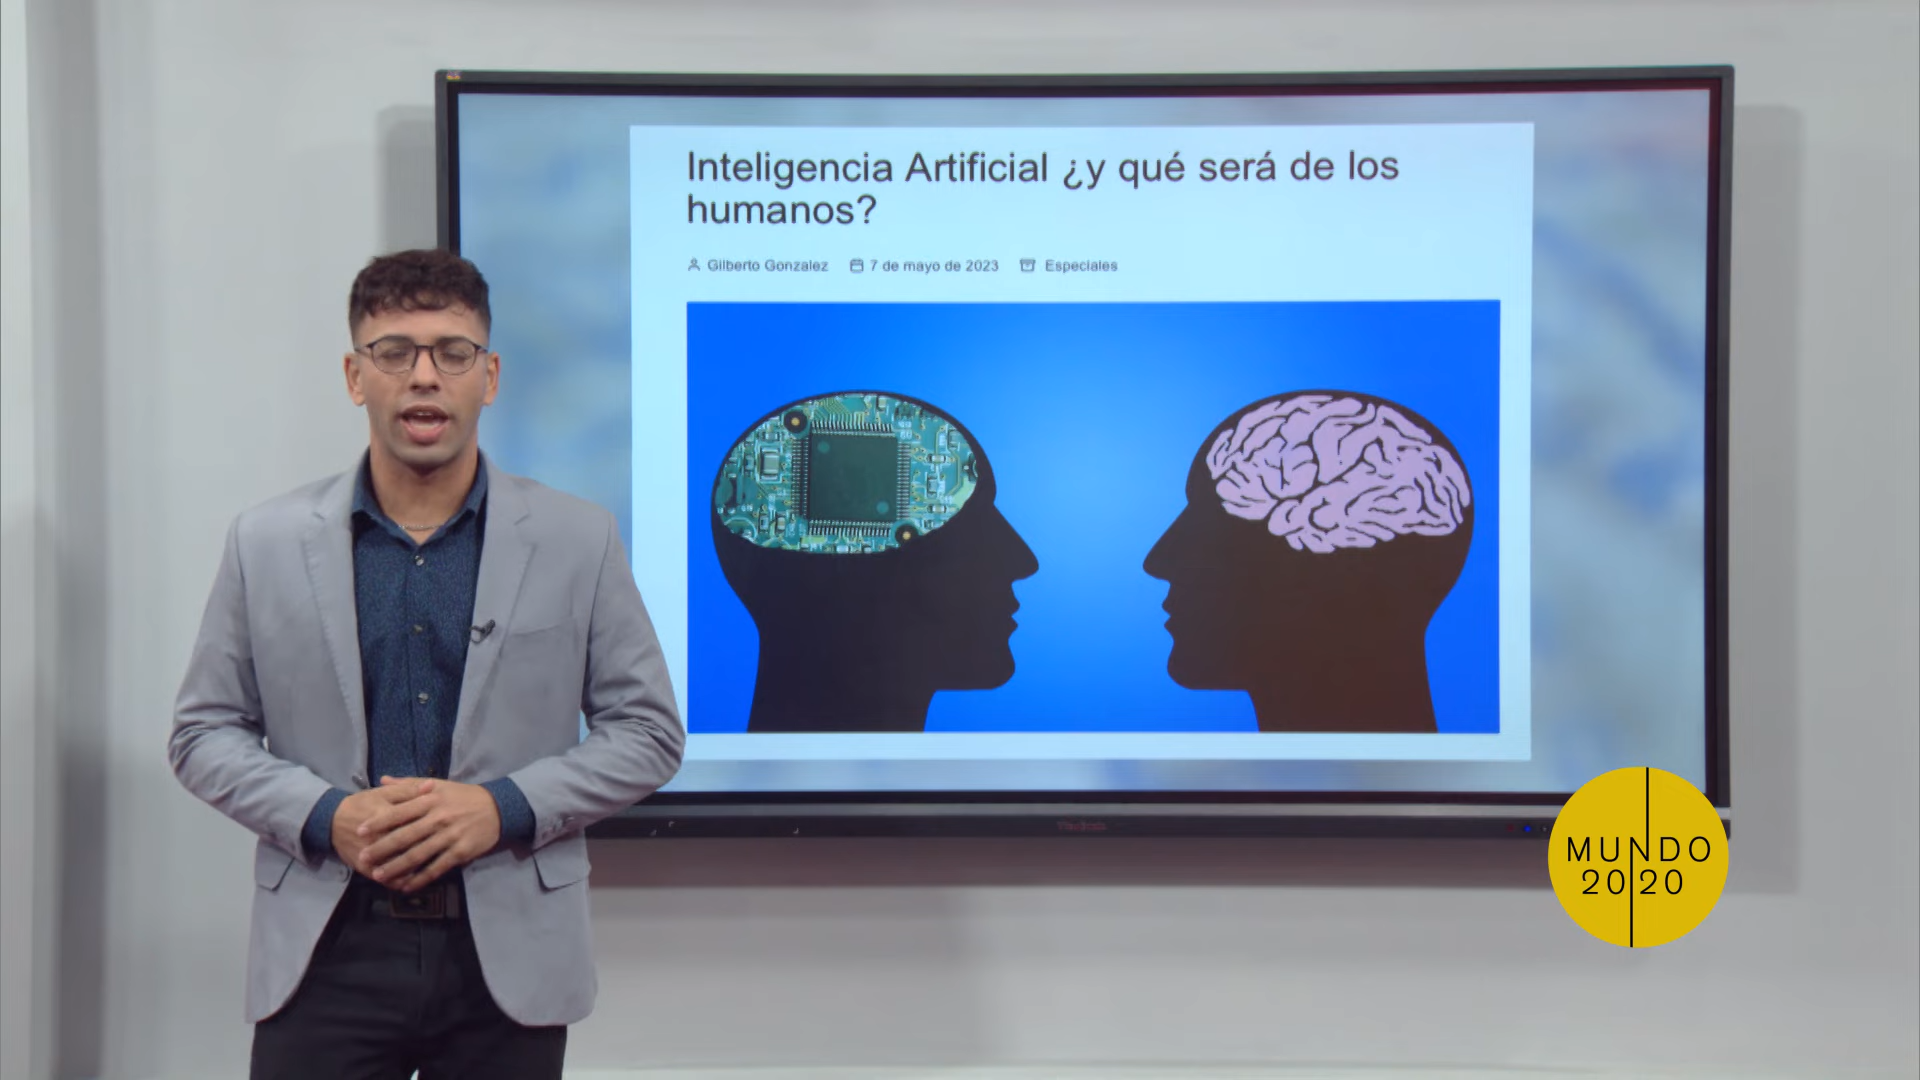 Inteligencia Artificial ¿y qué será de los
humanos?
Gilberto Gonzalez 7 de mayo de 2023 Especiales
MUNDO
2020